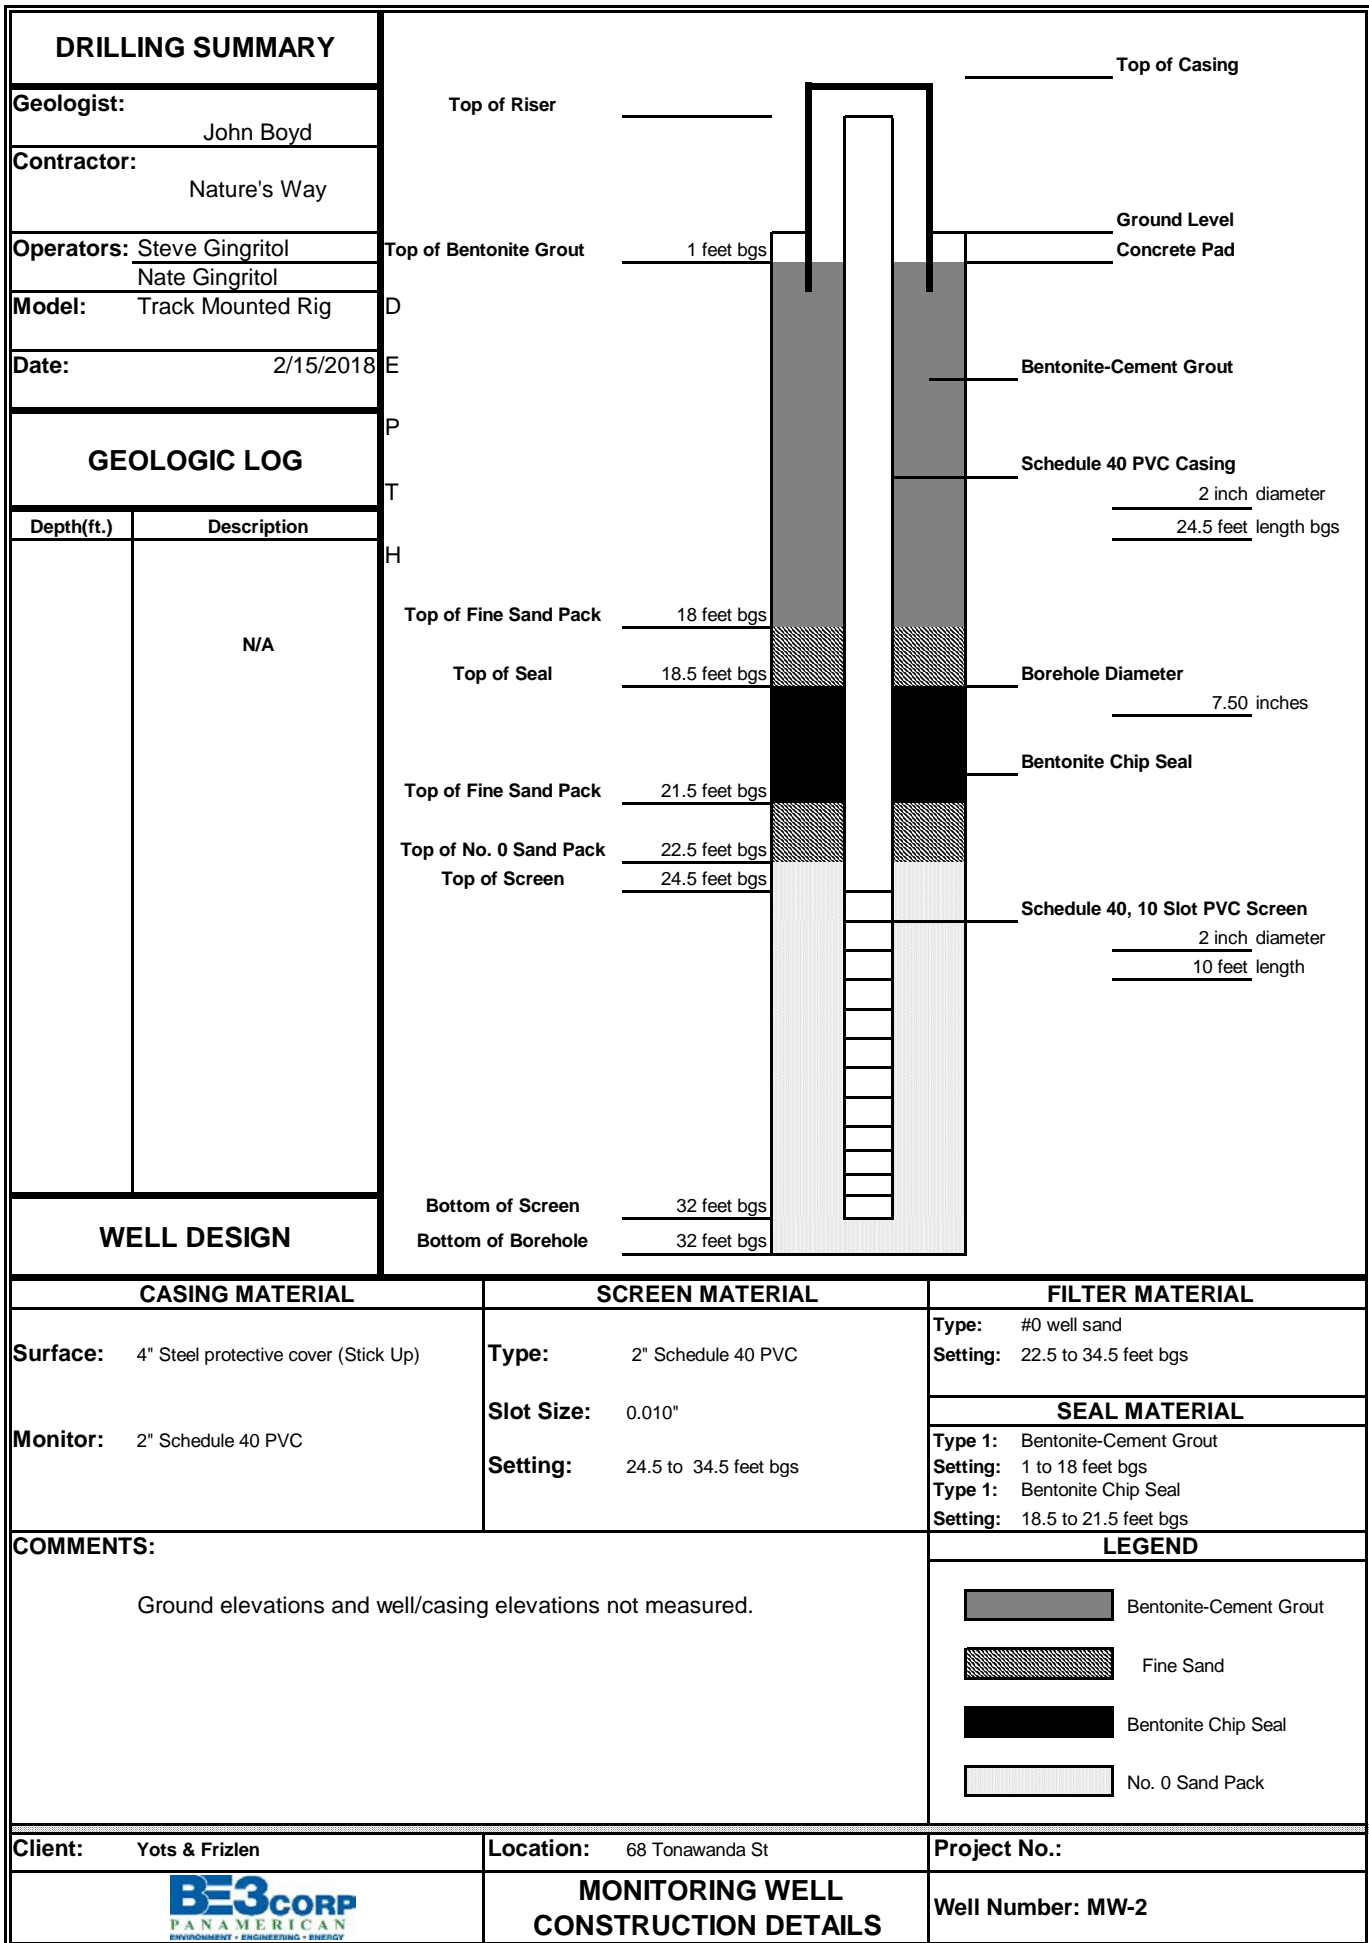 DRILLING SUMMARY
Geologist:
John Boyd
Contractor:
Nature's Way
Operators: Steve Gingritol
Nate Gingritol
Model: Track Mounted Rig
Date: 2/15/2018
GEOLOGIC LOG
Depth(ft.) Description
N/A
WELL DESIGN
D
E
P
T
H
Top of Casing
Top of Riser
Ground Level
Top of Bentonite Grout 1 feet bgs
Concrete Pad
Bentonite-Cement Grout
Schedule 40 PVC Casing
2 inch diameter
24.5 feet length bgs
Top of Fine Sand Pack 18 feet bgs
Top of Seal 18.5 feet bgs
Borehole Diameter
7.50 inches
Bentonite Chip Seal
Top of Fine Sand Pack 21.5 feet bgs
Top of No. 0 Sand Pack 22.5 feet bgs
Top of Screen 24.5 feet bgs
Schedule 40, 10 Slot PVC Screen
2 inch diameter
10 feet length
Bottom of Screen 32 feet bgs
Bottom of Borehole 32 feet bgs
CASING MATERIAL
Surface: 4" Steel protective cover (Stick Up)
Monitor: 2" Schedule 40 PVC
SCREEN MATERIAL
Type: 2" Schedule 40 PVC
Slot Size: 0.010"
Setting: 24.5 to 34.5 feet bgs
FILTER MATERIAL
Type: #0 well sand
Setting: 22.5 to 34.5 feet bgs
SEAL MATERIAL
Type 1: Bentonite-Cement Grout
Setting: 1 to 18 feet bgs
Type 1: Bentonite Chip Seal
Setting: 18.5 to 21.5 feet bgs
COMMENTS:
Ground elevations and well/casing elevations not measured.
LEGEND
Bentonite-Cement Grout
Fine Sand
Bentonite Chip Seal
No. 0 Sand Pack
Client: Yots & Frizlen
Location: 68 Tonawanda St
Project No.:
BE3CORP
PANAMERICAN
ENVIRONMENT • ENGINEERING • ENERGY
MONITORING WELL
CONSTRUCTION DETAILS
Well Number: MW-2